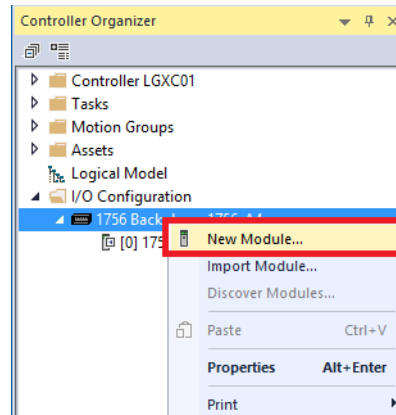 Controller Organizer
Controller LGXC01
Tasks
Motion Groups
Assets
Logical Model
I/O Configuration
1756 Back
[0] 175
New Module...
Import Module...
Discover Modules...
Paste Ctrl+V
Properties Alt+Enter
Print